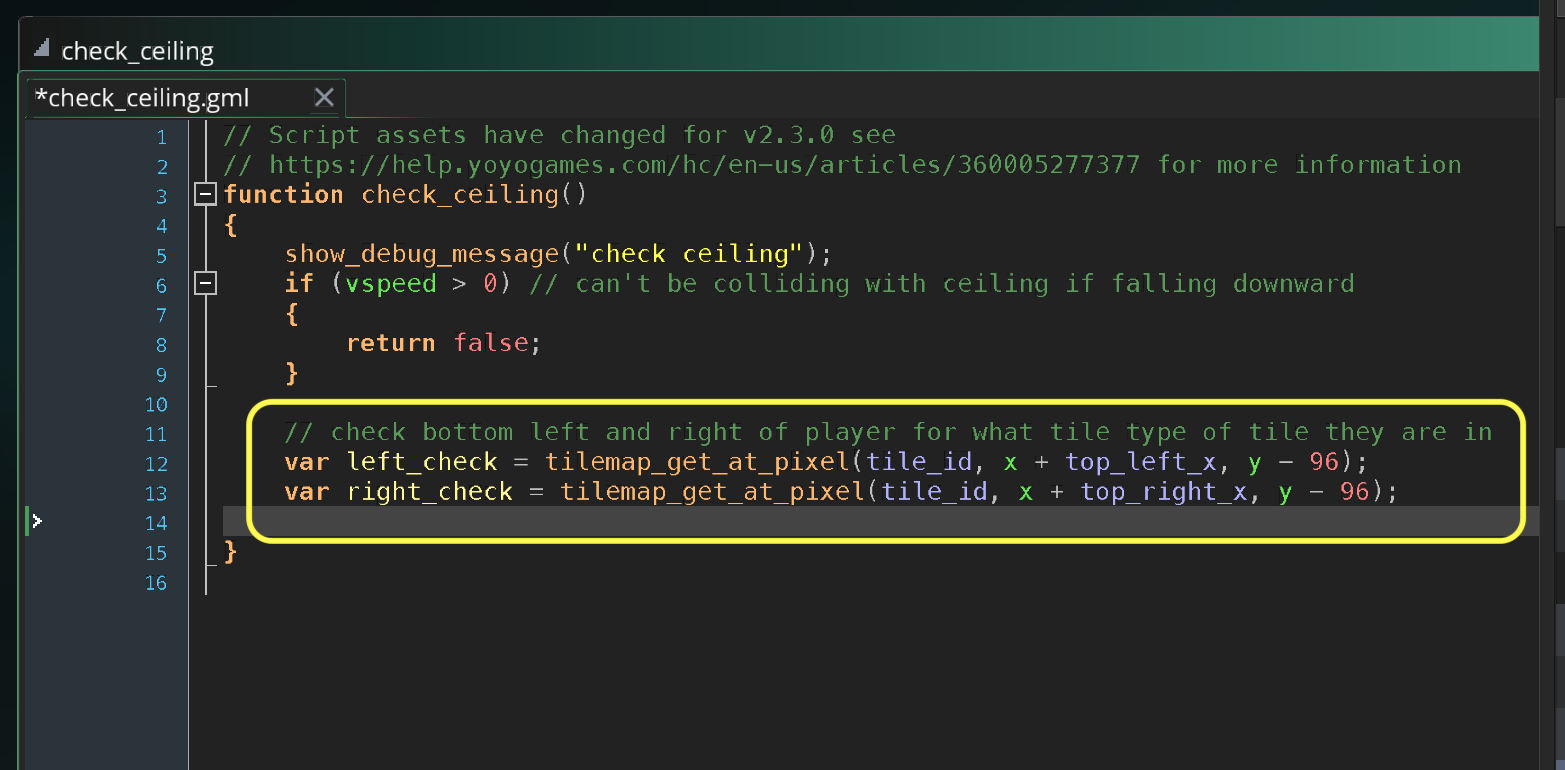 check_ceiling
*check_ceiling.gml
1 // Script assets have changed for v2.3.0 see
2 // https://help.yoyogames.com/hc/en-us/articles/360005277377 for more information
3 function check_ceiling()
4 {
5 show_debug_message("check ceiling");
6 if (vspeed > 0) // can't be colliding with ceiling if falling downward
7 {
8 return false;
9 }
10
11 // check bottom left and right of player for what tile type of tile they are in
12 var left_check = tilemap_get_at_pixel(tile_id, x + top_left_x, y - 96);
13 var right_check = tilemap_get_at_pixel(tile_id, x + top_right_x, y - 96);
14
15 }
16